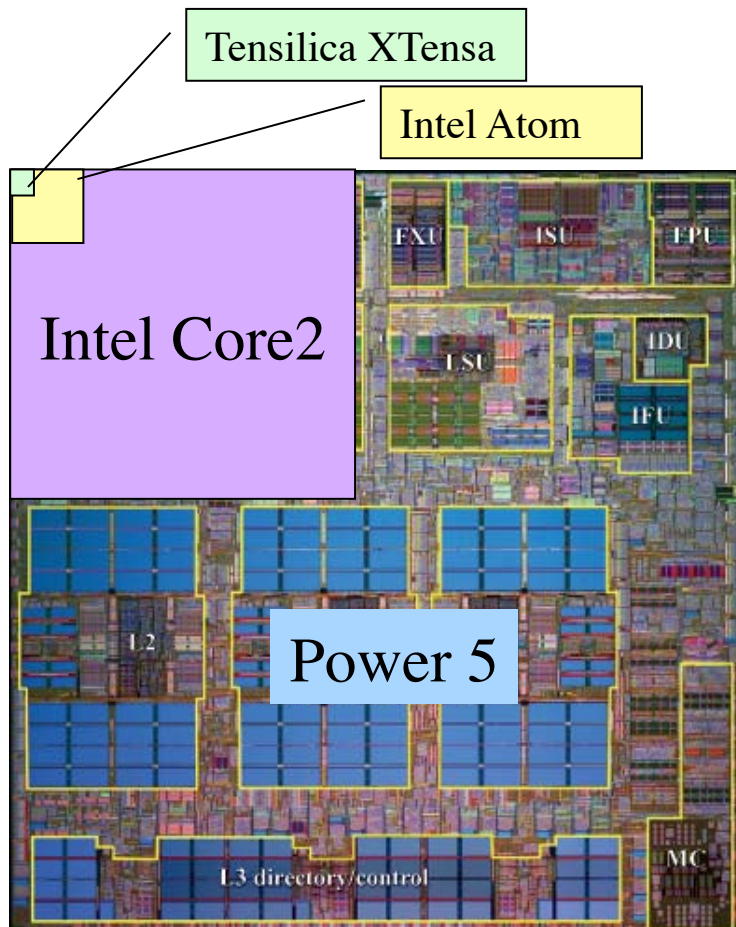 Tensilica XTensa
Intel Atom
FXU
ISU
FPU
Intel Core2
IDU
LSU
IFU
L2
Power 5
MC
L3 directory/control